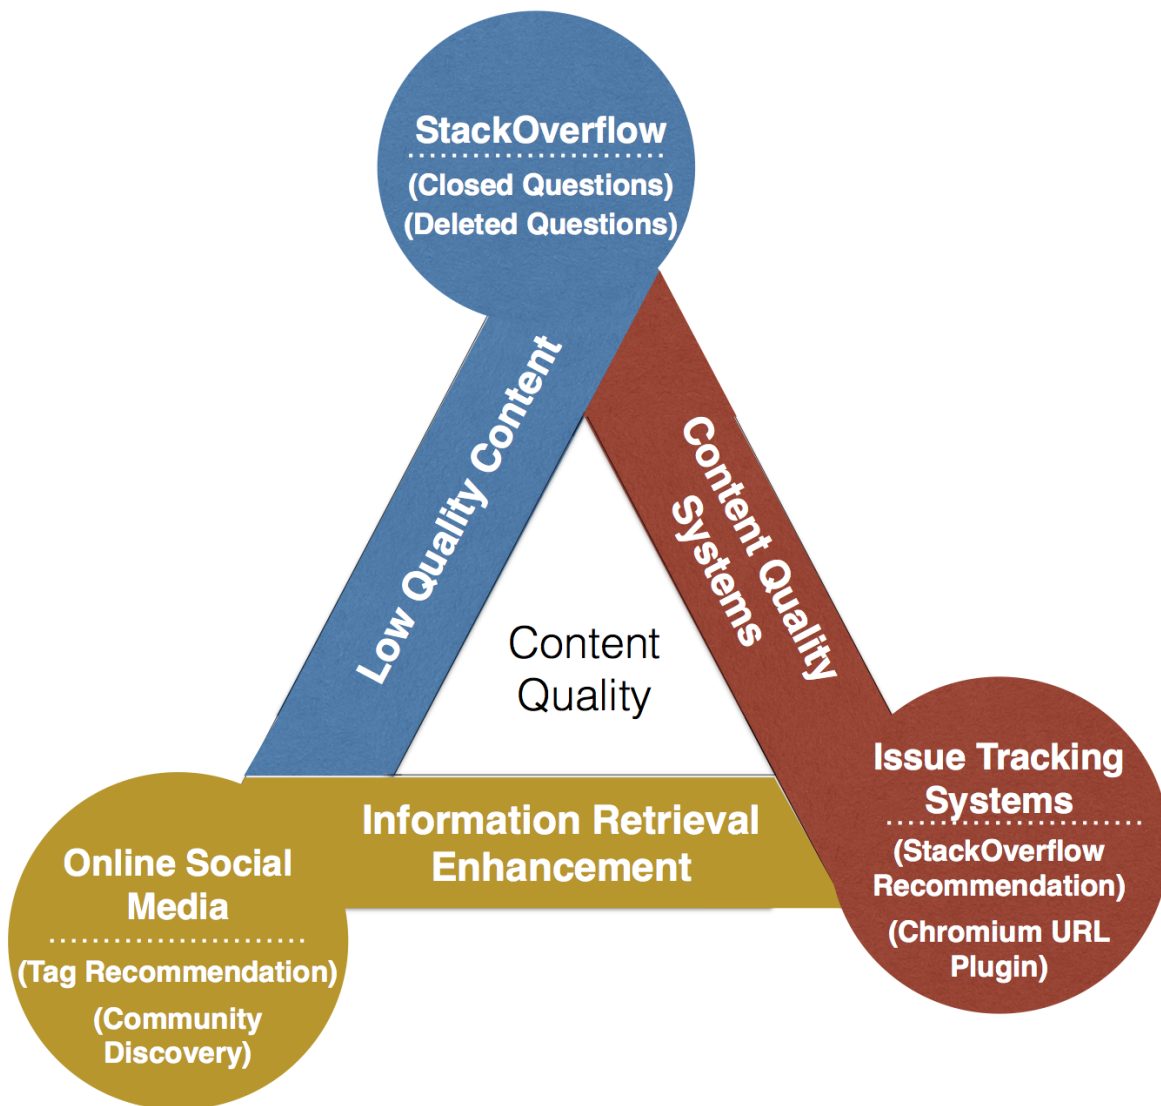 StackOverflow
(Closed Questions)
(Deleted Questions)
Low Quality Content
Content Quality
Systems
Content
Quality
Information Retrieval
Enhancement
Online Social
Media
(Tag Recommendation)
(Community
Discovery)
Issue Tracking
Systems
(StackOverflow
Recommendation)
(Chromium URL
Plugin)